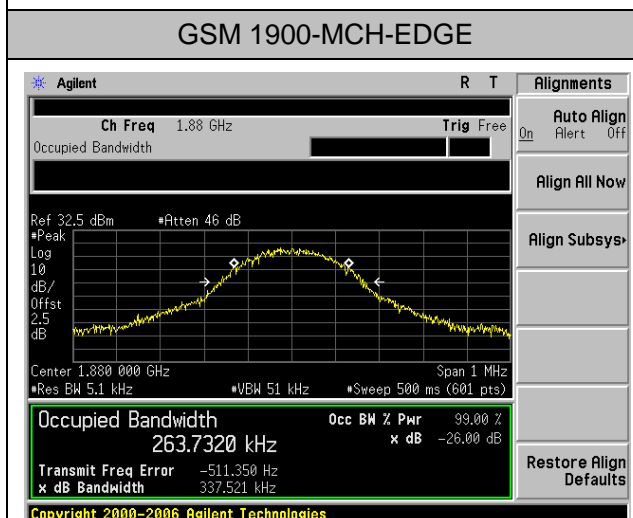 GSM 1900-MCH-EDGE
Agilent R T Alignments
Ch Freq 1.88 GHz Trig Free
Occupied Bandwidth
Auto Align
On Alert Off
Align All Now
Align Subsys
Ref 32.5 dBm #Atten 46 dB
#Peak
Log
10
dB/
Offst
2.5
dB
Center 1.880 000 GHz Span 1 MHz
#Res BW 5.1 kHz #VBW 51 kHz #Sweep 500 ms (601 pts)
Occupied Bandwidth Occ BW % Pwr 99.00 %
263.7320 kHz x dB -26.00 dB
Transmit Freq Error -511.350 Hz
x dB Bandwidth 337.521 kHz
Restore Align
Defaults
Copyright 2000-2006 Agilent Technologies